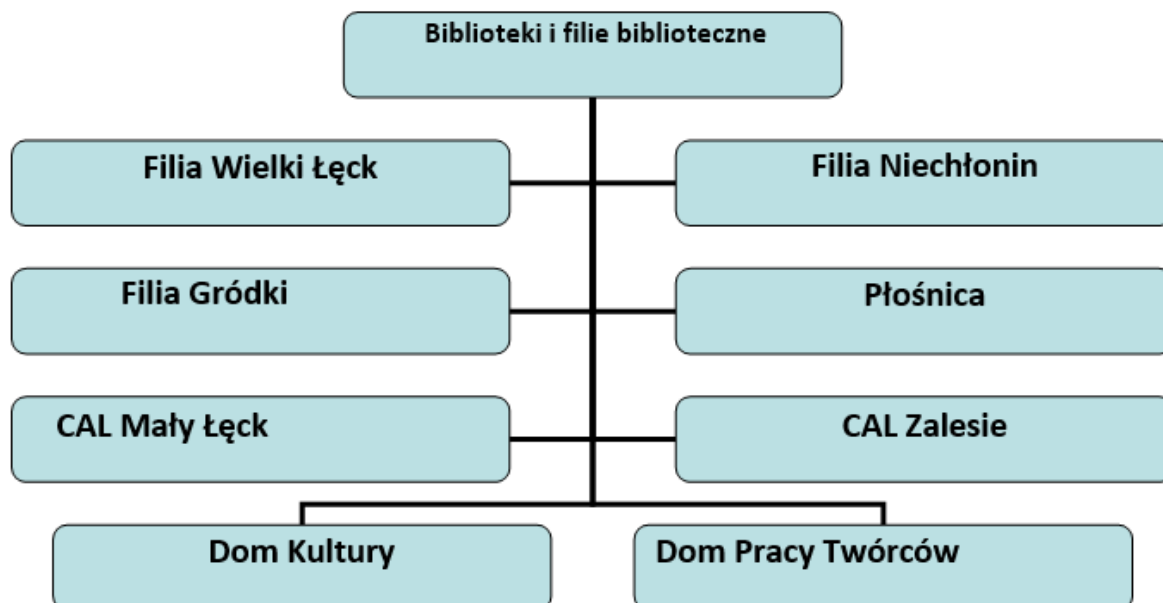 Biblioteki i filie biblioteczne
Filia Wielki Łęck
Filia Niechłonin
Filia Gródki
Płośnica
CAL Mały Łęck
CAL Zalesie
Dom Kultury
Dom Pracy Twórców